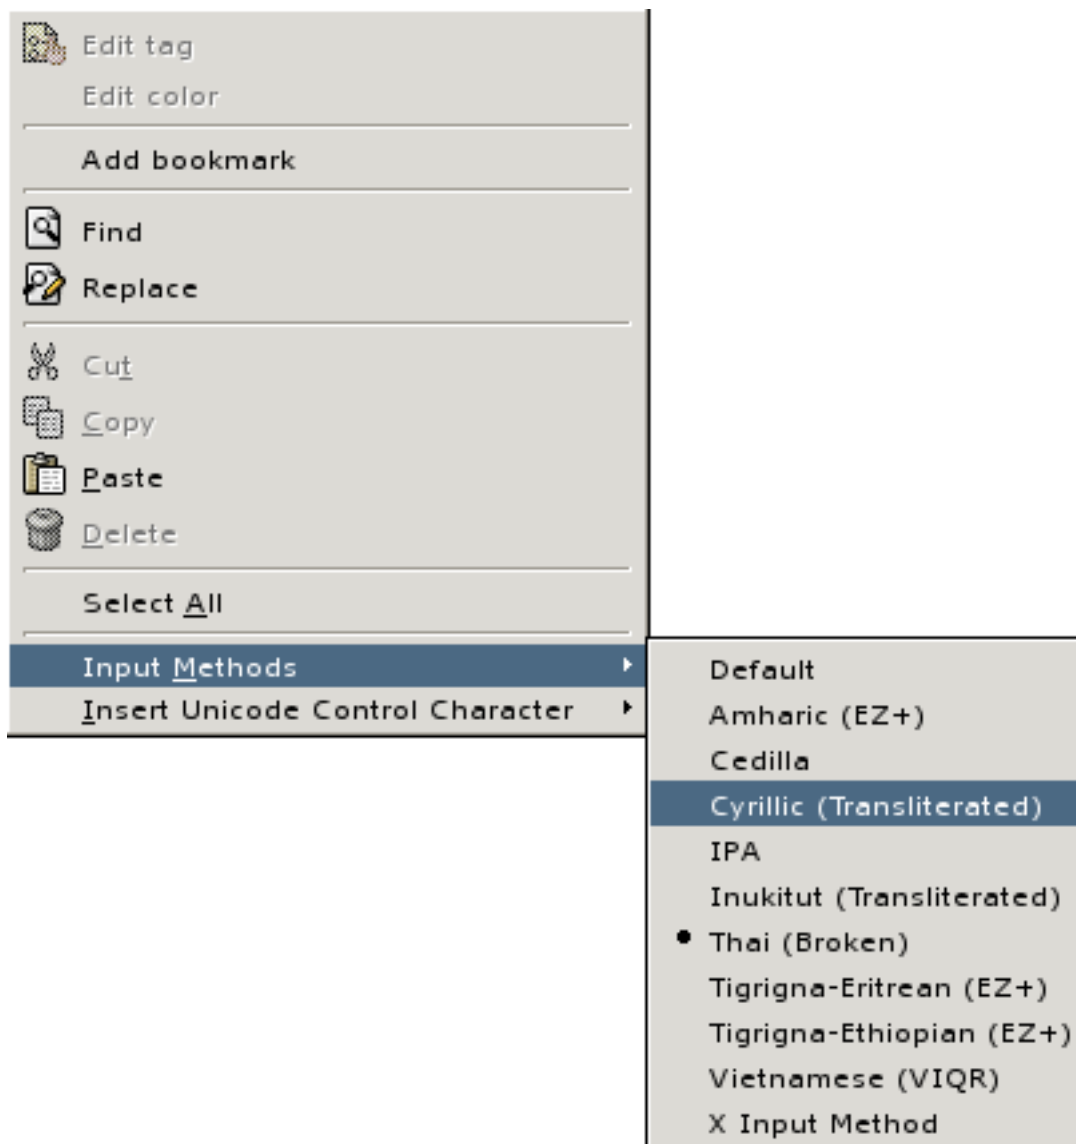 Edit tag
Edit color
Add bookmark
Find
Replace
Cut
Copy
Paste
Delete
Select All
Input Methods
Insert Unicode Control Character
Default
Amharic (EZ+)
Cedilla
Cyrillic (Transliterated)
IPA
Inukitut (Transliterated)
Thai (Broken)
Tigrigna-Eritrean (EZ+)
Tigrigna-Ethiopian (EZ+)
Vietnamese (VIQR)
X Input Method